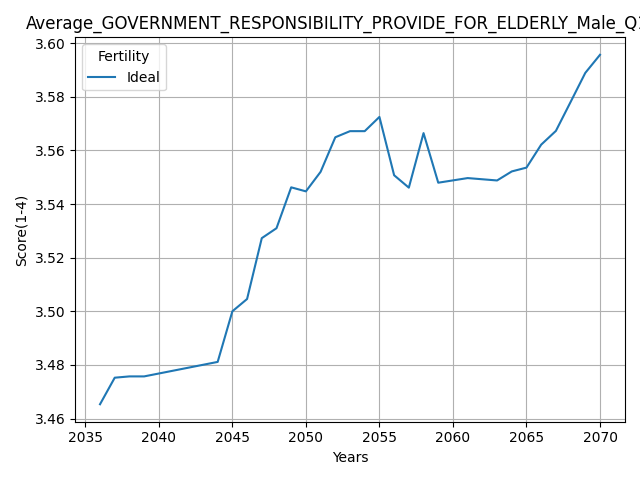 Average_GOVERNMENT_RESPONSIBILITY_PROVIDE_FOR_ELDERLY_Male_Q
Fertility
Ideal
3.60
3.58
3.56
3.54
3.52
3.50
3.48
3.46
Score(1-4)
2035 2040 2045 2050 2055 2060 2065 2070
Years